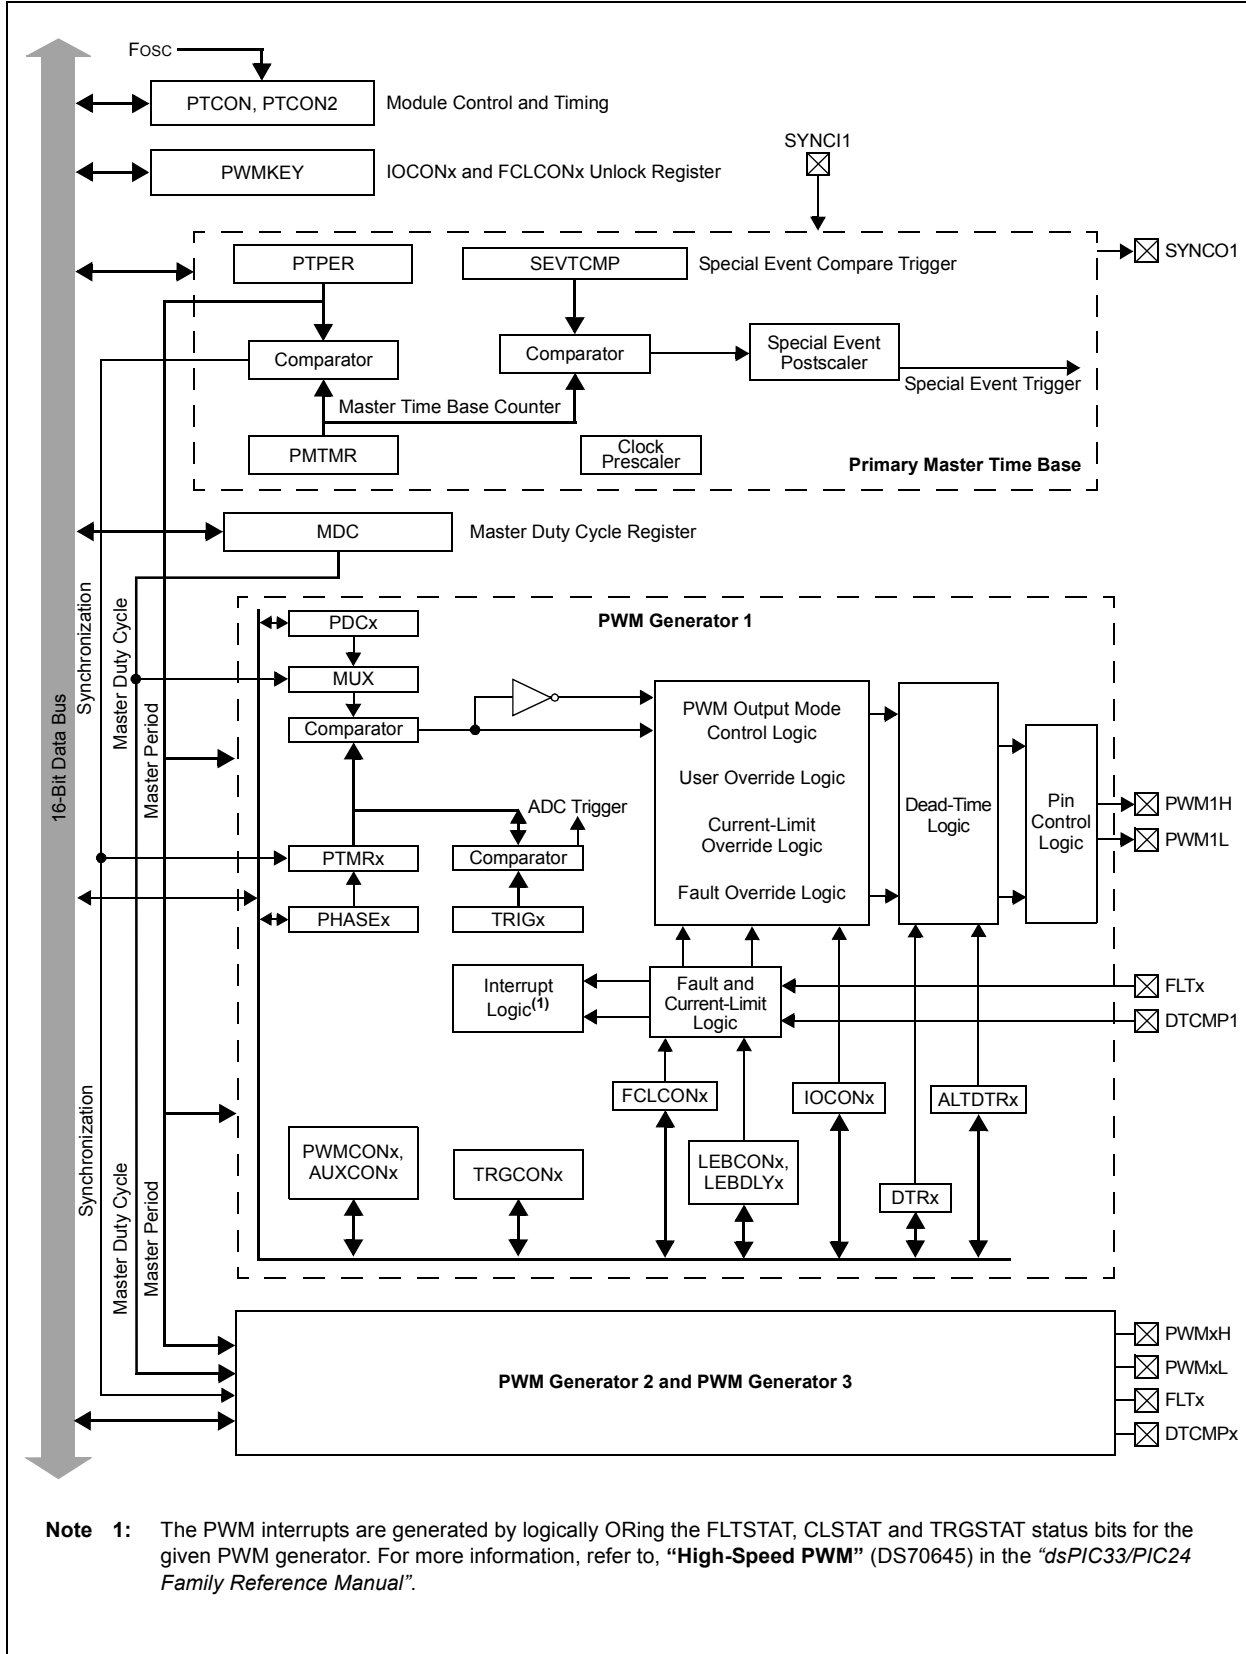 FOSC
PTCON, PTCON2
Module Control and Timing
SYNCI1
PWMKEY
IOCONx and FCLCONx Unlock Register
PTPER
SEVTCMP
Special Event Compare Trigger
SYNCO1
Comparator
Comparator
Special Event
Postscaler
Special Event Trigger
Master Time Base Counter
PMTMR
Clock
Prescaler
Primary Master Time Base
MDC
Master Duty Cycle Register
16-Bit Data Bus
Synchronization
Master Duty Cycle
Master Period
PWM Generator 1
PDCx
MUX
Comparator
PWM Output Mode
Control Logic
User Override Logic
Current-Limit
Override Logic
Fault Override Logic
Dead-Time
Logic
Pin
Control
Logic
PWM1H
PWM1L
ADC Trigger
PTMRx
Comparator
PHASEx
TRIGx
Interrupt
Logic(1)
Fault and
Current-Limit
Logic
FLTx
DTCMP1
FCLCONx
IOCONx
ALTDTRx
PWMCONx,
AUXCONx
TRGCONx
LEBCONx,
LEBDLYx
DTRx
Synchronization
Master Duty Cycle
Master Period
PWM Generator 2 and PWM Generator 3
PWMxH
PWMxL
FLTx
DTCMPx
Note 1: The PWM interrupts are generated by logically ORing the FLTSTAT, CLSTAT and TRGSTAT status bits for the
given PWM generator. For more information, refer to, “High-Speed PWM” (DS70645) in the “dsPIC33/PIC24
Family Reference Manual”.